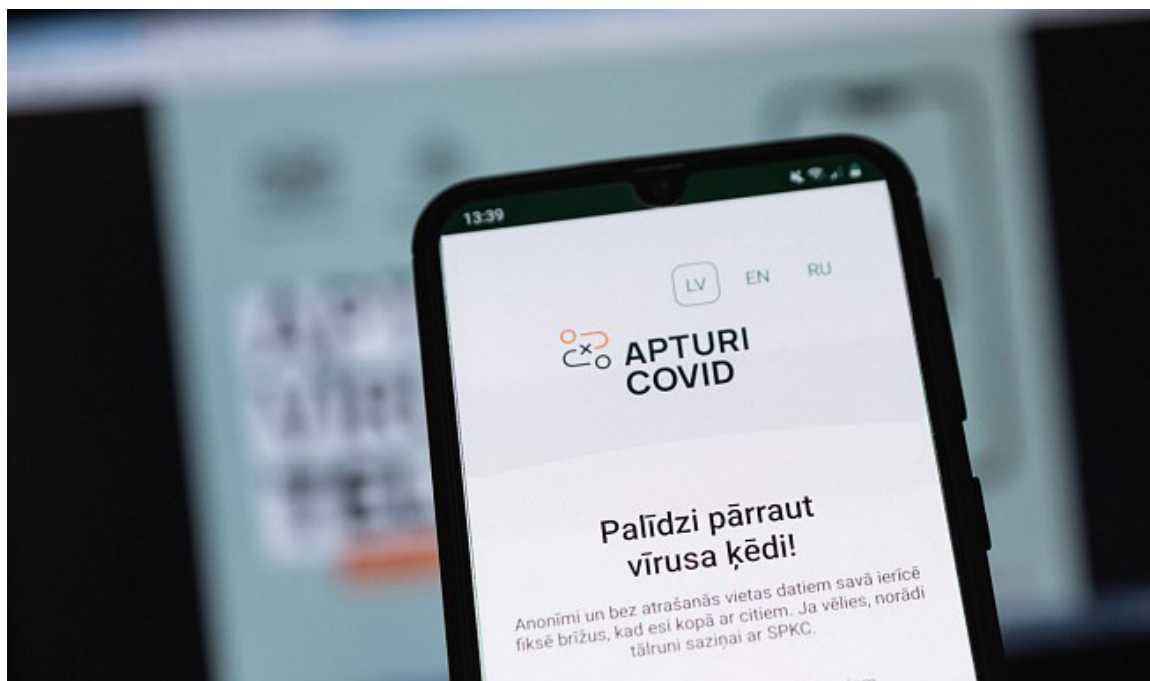 13:39
LV EN RU
APTURI
COVID
Palīdzi pārraut
vīrusa ķēdi!
Anonīmi un bez atrašanās vietas datiem savā ierīcē
fiksē brīžus, kad esi kopā ar citiem. Ja vēlies, norādi
tālruni saziņai ar SPKC.